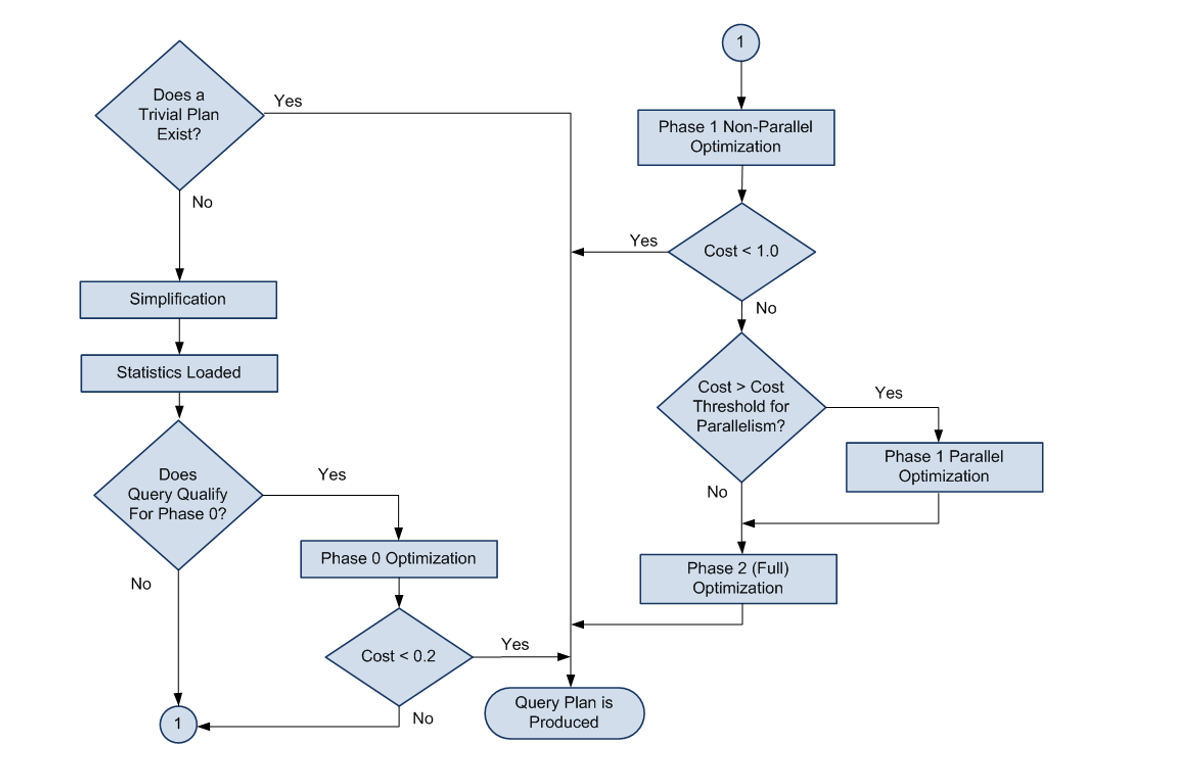 Does a
Trivial Plan
Exist?
Yes
No
Simplification
Statistics Loaded
Does
Query Qualify
For Phase 0?
Yes
No
Phase 0 Optimization
Cost < 0.2
Yes
No
1
Query Plan is
Produced
1
Phase 1 Non-Parallel
Optimization
Cost < 1.0
Yes
No
Cost > Cost
Threshold for
Parallelism?
Yes
No
Phase 1 Parallel
Optimization
Phase 2 (Full)
Optimization